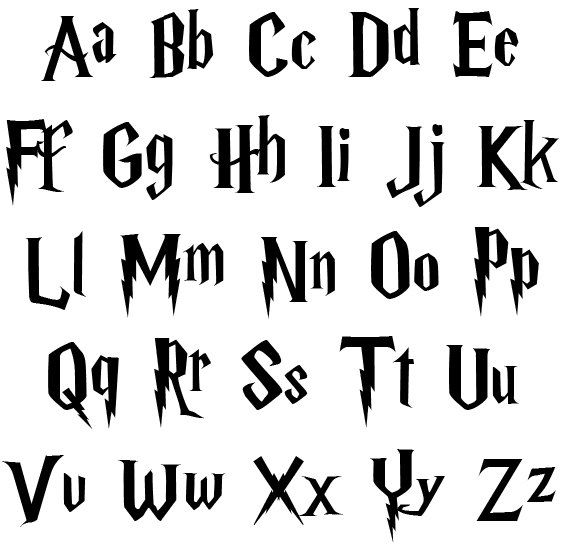 Aa Bb Cc Dd Ee
Ff Gg Hh Ii Jj Kk
Ll Mm Nn Oo Pp
Qq Rr Ss Tt Uu
Vv Ww Xx Yy Zz